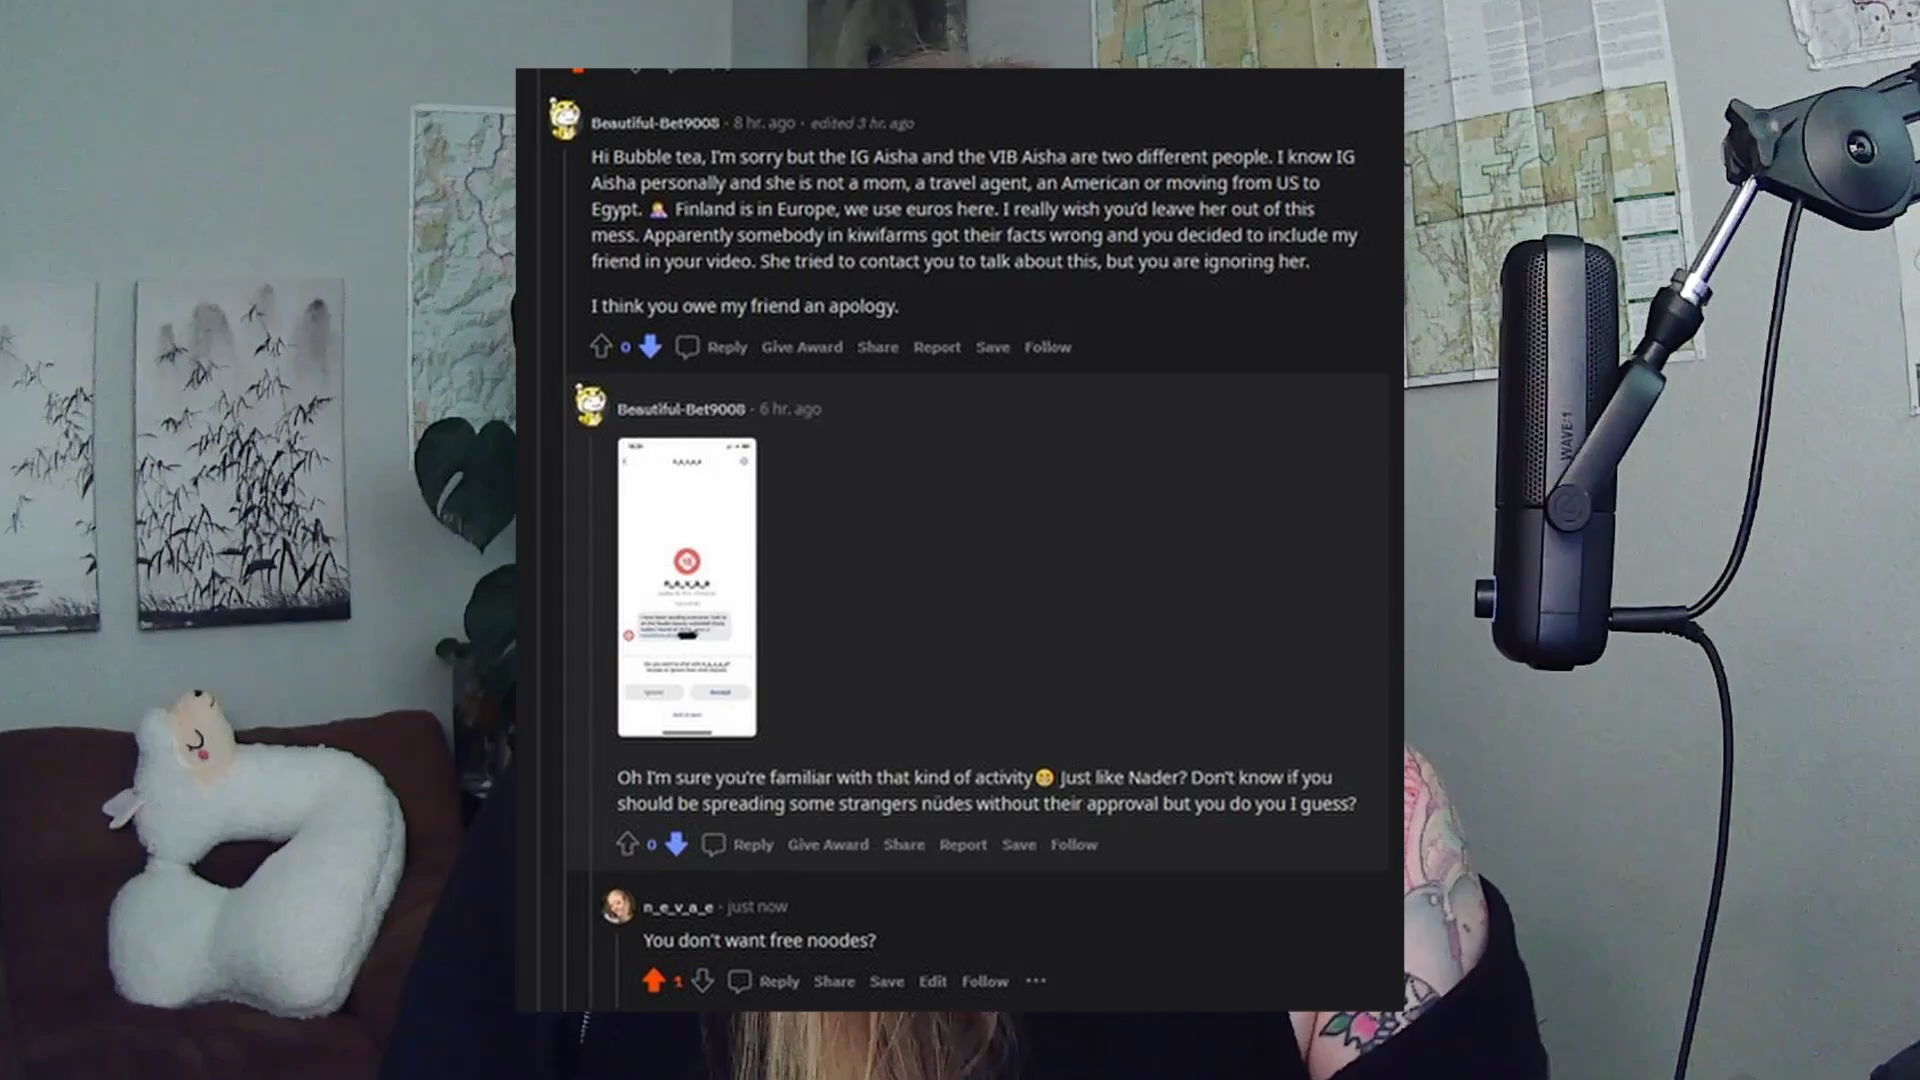 Beautiful-Bet9008 · 8 hr. ago · edited 3 hr. ago
Hi Bubble tea, I'm sorry but the IG Aisha and the VIB Aisha are two different people. I know IG
Aisha personally and she is not a mom, a travel agent, an American or moving from US to
Egypt. 🤦‍♀️ Finland is in Europe, we use euros here. I really wish you'd leave her out of this
mess. Apparently somebody in kiwifarms got their facts wrong and you decided to include my
friend in your video. She tried to contact you to talk about this, but you are ignoring her.
I think you owe my friend an apology.
0 Reply Give Award Share Report Save Follow
Beautiful-Bet9008 · 6 hr. ago
Ignore Accept
Oh I'm sure you're familiar with that kind of activity😁 Just like Nader? Don't know if you
should be spreading some strangers nüdes without their approval but you do you I guess?
0 Reply Give Award Share Report Save Follow
n_e_v_a_e · just now
You don't want free noodes?
1 Reply Share Save Edit Follow ···
WAVE:1